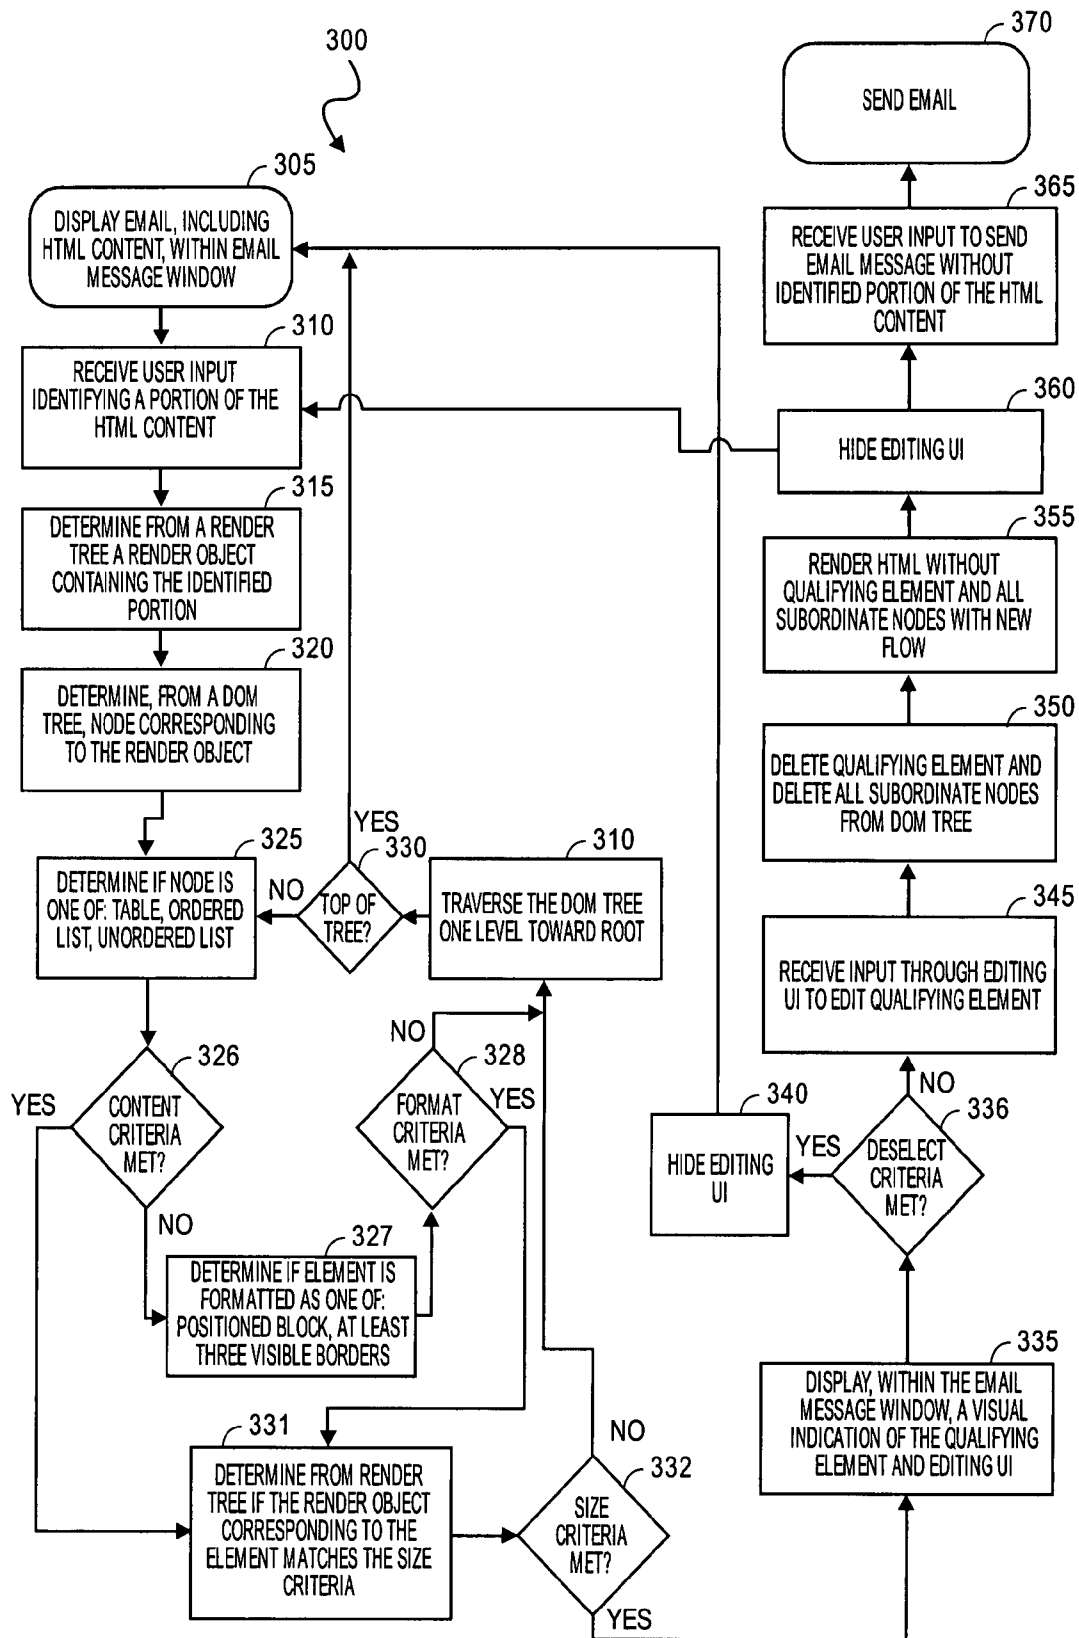 300
305
DISPLAY EMAIL, INCLUDING
HTML CONTENT, WITHIN EMAIL
MESSAGE WINDOW
310
RECEIVE USER INPUT
IDENTIFYING A PORTION OF THE
HTML CONTENT
315
DETERMINE FROM A RENDER
TREE A RENDER OBJECT
CONTAINING THE IDENTIFIED
PORTION
320
DETERMINE, FROM A DOM
TREE, NODE CORRESPONDING
TO THE RENDER OBJECT
325
DETERMINE IF NODE IS
ONE OF: TABLE, ORDERED
LIST, UNORDERED LIST
NO
YES
330
TOP OF
TREE?
310
TRAVERSE THE DOM TREE
ONE LEVEL TOWARD ROOT
326
YES
CONTENT
CRITERIA
MET?
NO
327
DETERMINE IF ELEMENT IS
FORMATTED AS ONE OF:
POSITIONED BLOCK, AT LEAST
THREE VISIBLE BORDERS
NO
328
YES
FORMAT
CRITERIA
MET?
331
DETERMINE FROM RENDER
TREE IF THE RENDER OBJECT
CORRESPONDING TO THE
ELEMENT MATCHES THE SIZE
CRITERIA
NO
332
SIZE
CRITERIA
MET?
YES
335
DISPLAY, WITHIN THE EMAIL
MESSAGE WINDOW, A VISUAL
INDICATION OF THE QUALIFYING
ELEMENT AND EDITING UI
336
DESELECT
CRITERIA
MET?
YES
NO
340
HIDE EDITING
UI
345
RECEIVE INPUT THROUGH EDITING
UI TO EDIT QUALIFYING ELEMENT
350
DELETE QUALIFYING ELEMENT AND
DELETE ALL SUBORDINATE NODES
FROM DOM TREE
355
RENDER HTML WITHOUT
QUALIFYING ELEMENT AND ALL
SUBORDINATE NODES WITH NEW
FLOW
360
HIDE EDITING UI
365
RECEIVE USER INPUT TO SEND
EMAIL MESSAGE WITHOUT
IDENTIFIED PORTION OF THE HTML
CONTENT
370
SEND EMAIL